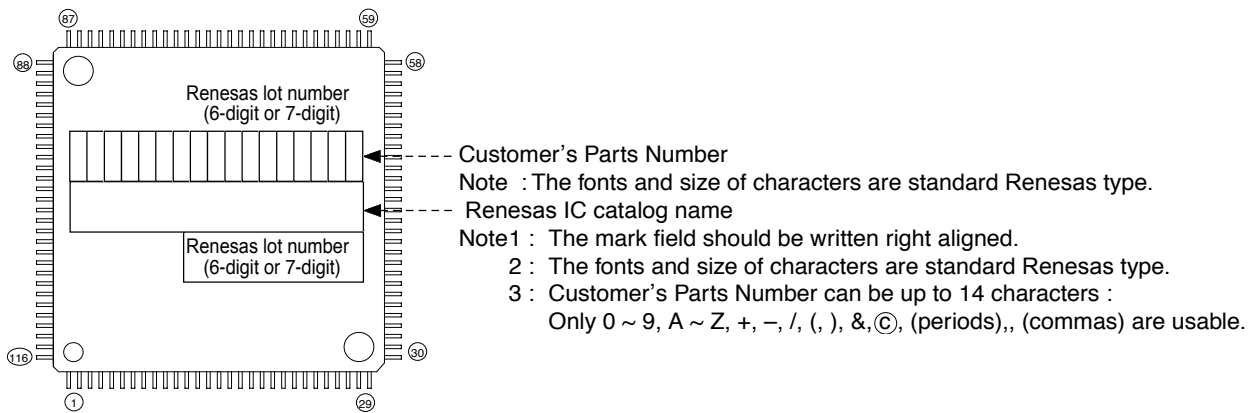 87 59
88 58
Renesas lot number
(6-digit or 7-digit)
Customer's Parts Number
Note : The fonts and size of characters are standard Renesas type.
Renesas IC catalog name
Note1 : The mark field should be written right aligned.
Renesas lot number
(6-digit or 7-digit)
2 : The fonts and size of characters are standard Renesas type.
3 : Customer's Parts Number can be up to 14 characters :
Only 0 ~ 9, A ~ Z, +, –, /, (, ), &,©, (periods),, (commas) are usable.
116 30
1 29